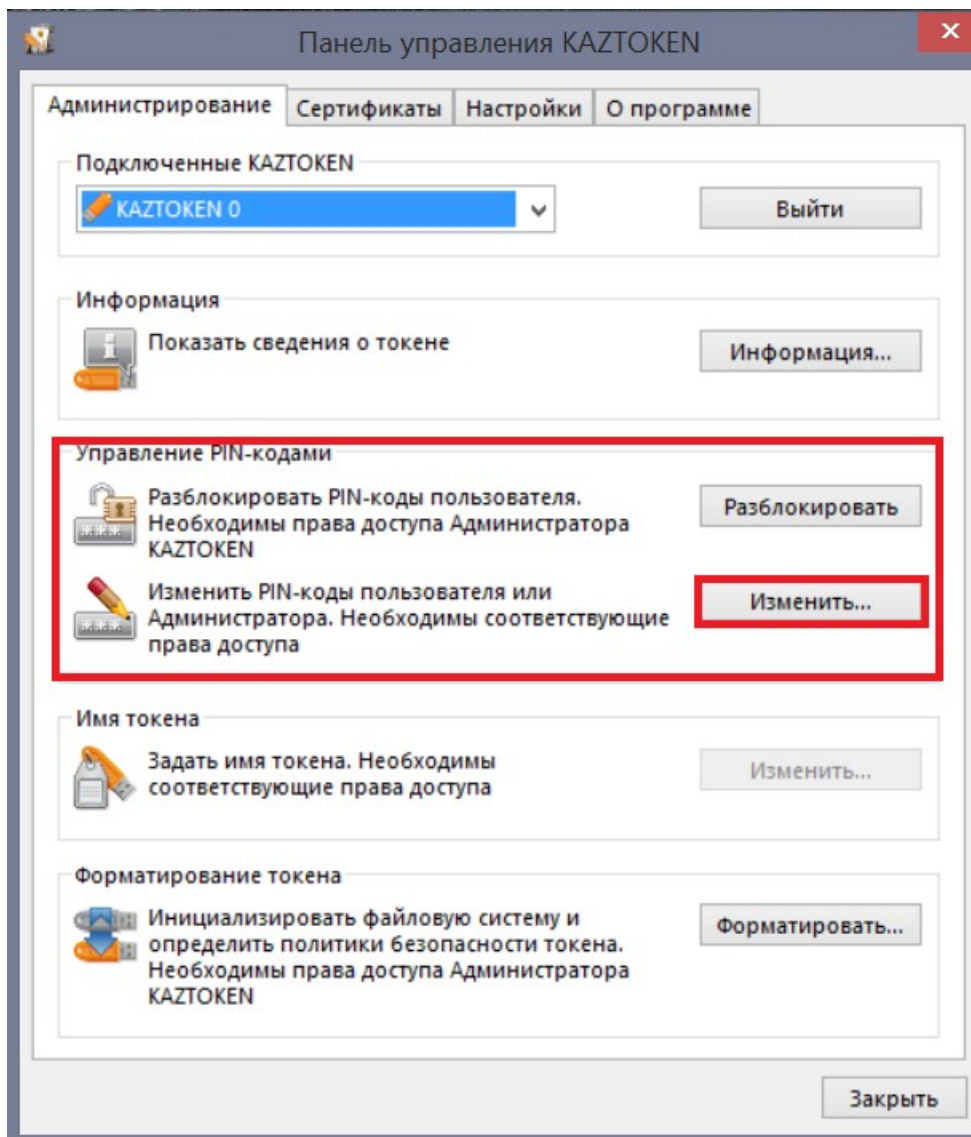 Панель управления KAZTOKEN
Администрирование
Сертификаты
Настройки
О программе
Подключенные KAZTOKEN
KAZTOKEN 0
Выйти
Информация
Показать сведения о токене
Информация...
Управление PIN-кодами
Разблокировать PIN-коды пользователя.
Необходимы права доступа Администратора
KAZTOKEN
Разблокировать
Изменить PIN-коды пользователя или
Администратора. Необходимы соответствующие
права доступа
Изменить...
Имя токена
Задать имя токена. Необходимы
соответствующие права доступа
Изменить...
Форматирование токена
Инициализировать файловую систему и
определить политики безопасности токена.
Необходимы права доступа Администратора
KAZTOKEN
Форматировать...
Закрыть